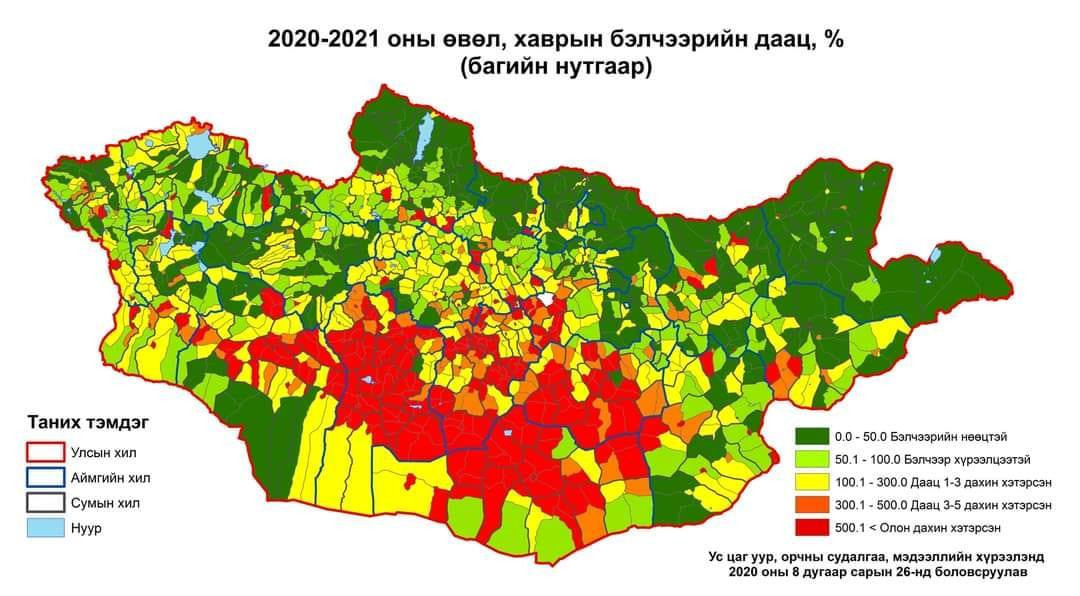 2020-2021 оны өвөл, хаврын бэлчээрийн даац, %
(багийн нутгаар)
Таних тэмдэг
Улсын хил
Аймгийн хил
Сумын хил
Нуур
0.0 - 50.0 Бэлчээрийн нөөцтэй
50.1 - 100.0 Бэлчээр хүрээлцээтэй
100.1 - 300.0 Даац 1-3 дахин хэтэрсэн
300.1 - 500.0 Даац 3-5 дахин хэтэрсэн
500.1 < Олон дахин хэтэрсэн
Ус цаг уур, орчны судалгаа, мэдээллийн хүрээлэнд
2020 оны 8 дугаар сарын 26-нд боловсруулав